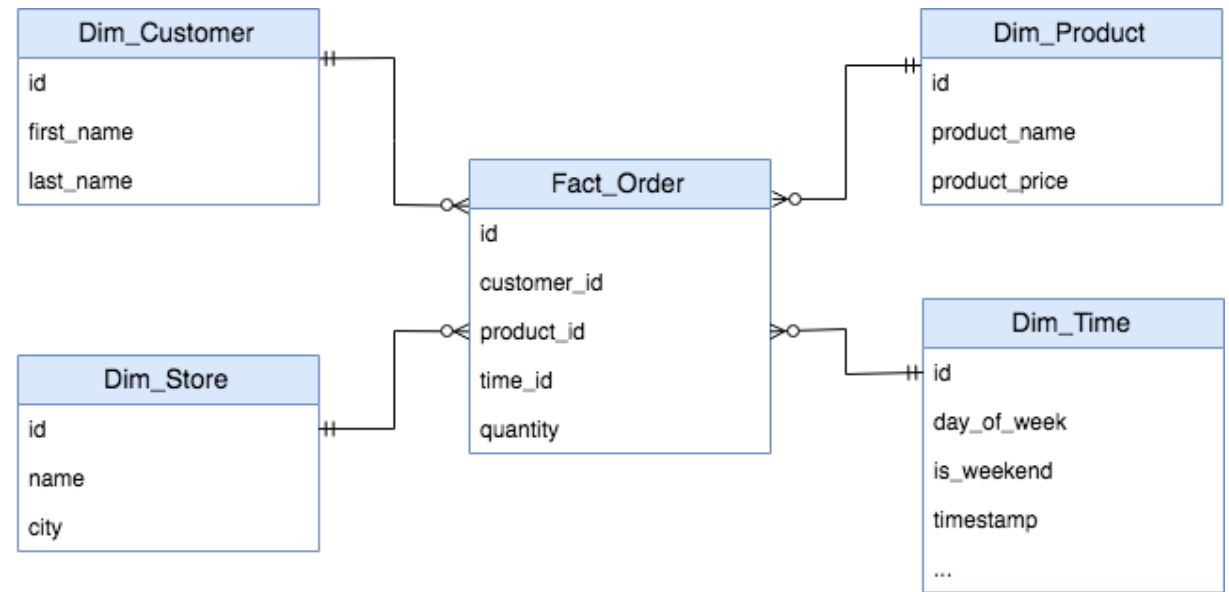 Dim_Customer
id
first_name
last_name
Dim_Product
id
product_name
product_price
Fact_Order
id
customer_id
product_id
time_id
quantity
Dim_Store
id
name
city
Dim_Time
id
day_of_week
is_weekend
timestamp
...